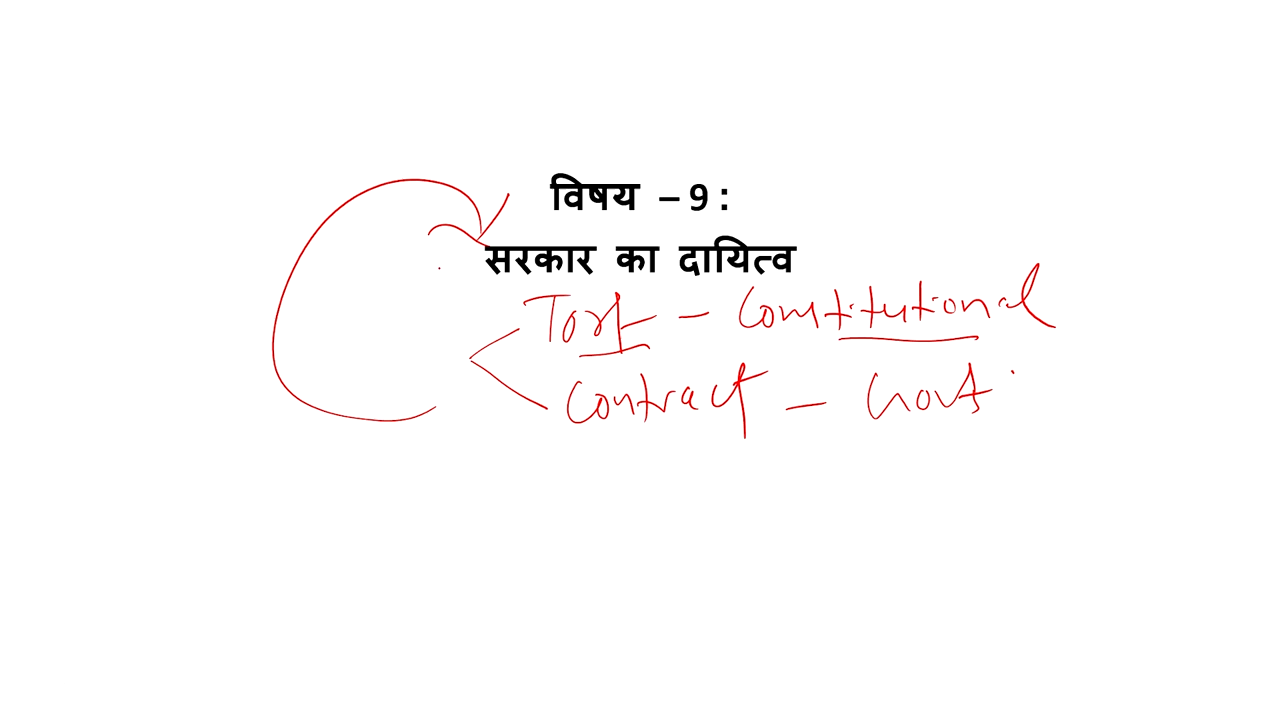 विषय – 9 :
सरकार का दायित्व
Tort – Constitutional
Contract – Govt